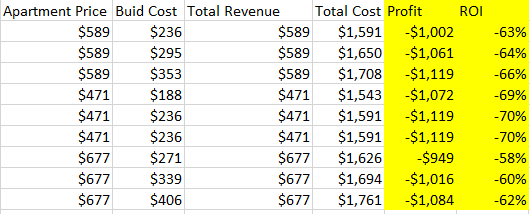 Apartment Price Buid Cost Total Revenue Total Cost Profit ROI
$589 $236 $589 $1,591 -$1,002 -63%
$589 $295 $589 $1,650 -$1,061 -64%
$589 $353 $589 $1,708 -$1,119 -66%
$471 $188 $471 $1,543 -$1,072 -69%
$471 $236 $471 $1,591 -$1,119 -70%
$471 $236 $471 $1,591 -$1,119 -70%
$677 $271 $677 $1,626 -$949 -58%
$677 $339 $677 $1,694 -$1,016 -60%
$677 $406 $677 $1,761 -$1,084 -62%